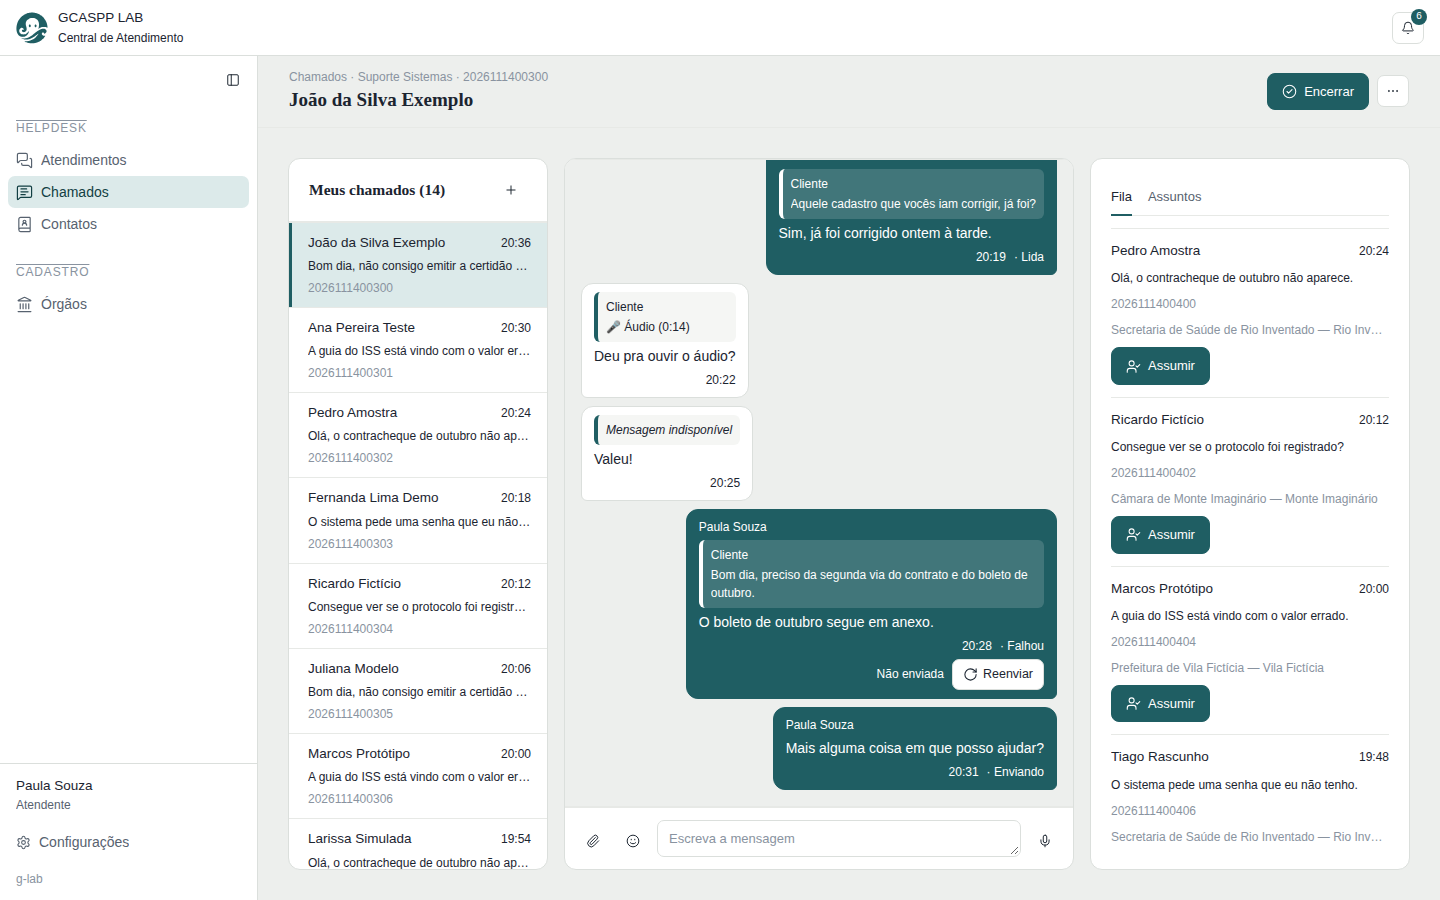 GCASPP LAB
Central de Atendimento
6
HELPDESK
Atendimentos
Chamados
Contatos
CADASTRO
Órgãos
Paula Souza
Atendente
Configurações
g-lab
Chamados · Suporte Sistemas · 2026111400300
João da Silva Exemplo
Encerrar
Meus chamados (14)
João da Silva Exemplo 20:36
Bom dia, não consigo emitir a certidão …
2026111400300
Ana Pereira Teste 20:30
A guia do ISS está vindo com o valor er…
2026111400301
Pedro Amostra 20:24
Olá, o contracheque de outubro não ap…
2026111400302
Fernanda Lima Demo 20:18
O sistema pede uma senha que eu não…
2026111400303
Ricardo Fictício 20:12
Consegue ver se o protocolo foi registr…
2026111400304
Juliana Modelo 20:06
Bom dia, não consigo emitir a certidão …
2026111400305
Marcos Protótipo 20:00
A guia do ISS está vindo com o valor er…
2026111400306
Larissa Simulada 19:54
Olá, o contracheque de outubro não ap…
Cliente
Aquele cadastro que vocês iam corrigir, já foi?
Sim, já foi corrigido ontem à tarde.
20:19 · Lida
Cliente
🎤 Áudio (0:14)
Deu pra ouvir o áudio?
20:22
Mensagem indisponível
Valeu!
20:25
Paula Souza
Cliente
Bom dia, preciso da segunda via do contrato e do boleto de
outubro.
O boleto de outubro segue em anexo.
20:28 · Falhou
Não enviada Reenviar
Paula Souza
Mais alguma coisa em que posso ajudar?
20:31 · Enviando
Escreva a mensagem
Fila Assuntos
Pedro Amostra 20:24
Olá, o contracheque de outubro não aparece.
2026111400400
Secretaria de Saúde de Rio Inventado — Rio Inv…
Assumir
Ricardo Fictício 20:12
Consegue ver se o protocolo foi registrado?
2026111400402
Câmara de Monte Imaginário — Monte Imaginário
Assumir
Marcos Protótipo 20:00
A guia do ISS está vindo com o valor errado.
2026111400404
Prefeitura de Vila Fictícia — Vila Fictícia
Assumir
Tiago Rascunho 19:48
O sistema pede uma senha que eu não tenho.
2026111400406
Secretaria de Saúde de Rio Inventado — Rio Inv…